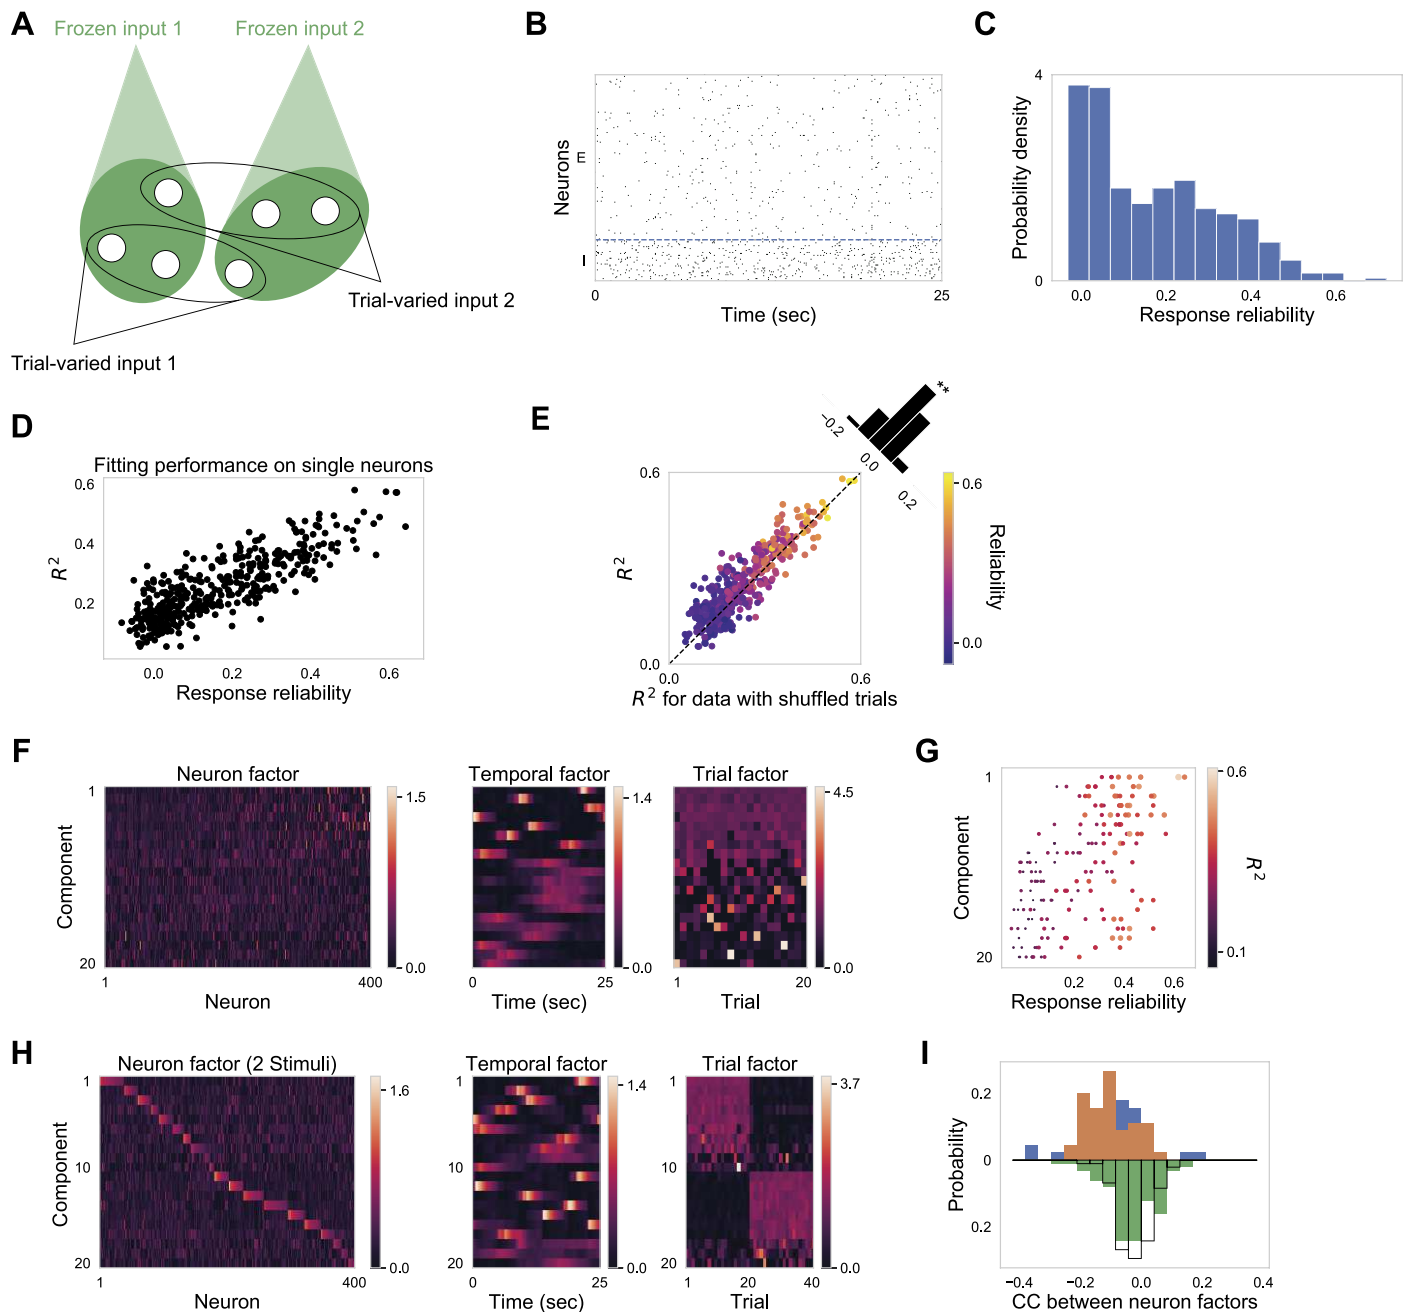 A
Frozen input 1
Frozen input 2
Trial-varied input 2
Trial-varied input 1
B
Neurons
E
I
0
25
Time (sec)
C
Probability density
4
0
0.0
0.2
0.4
0.6
Response reliability
D
Fitting performance on single neurons
R²
0.6
0.4
0.2
0.0
0.2
0.4
0.6
Response reliability
E
**
−0.2
0.0
0.2
R²
0.6
0.0
0.0
0.6
R² for data with shuffled trials
0.6
0.0
Reliability
F
Neuron factor
Component
1
20
1
400
Neuron
1.5
0.0
Temporal factor
0
25
Time (sec)
1.4
0.0
Trial factor
1
20
Trial
4.5
0.0
G
Component
1
20
0.2
0.4
0.6
Response reliability
0.6
0.1
R²
H
Neuron factor (2 Stimuli)
Component
1
10
20
1
400
Neuron
1.6
0.0
Temporal factor
0
25
Time (sec)
1.4
0.0
Trial factor
1
10
20
1
20
40
Trial
3.7
0.0
I
Probability
0.2
0
0.2
−0.4
−0.2
0.0
0.2
0.4
CC between neuron factors